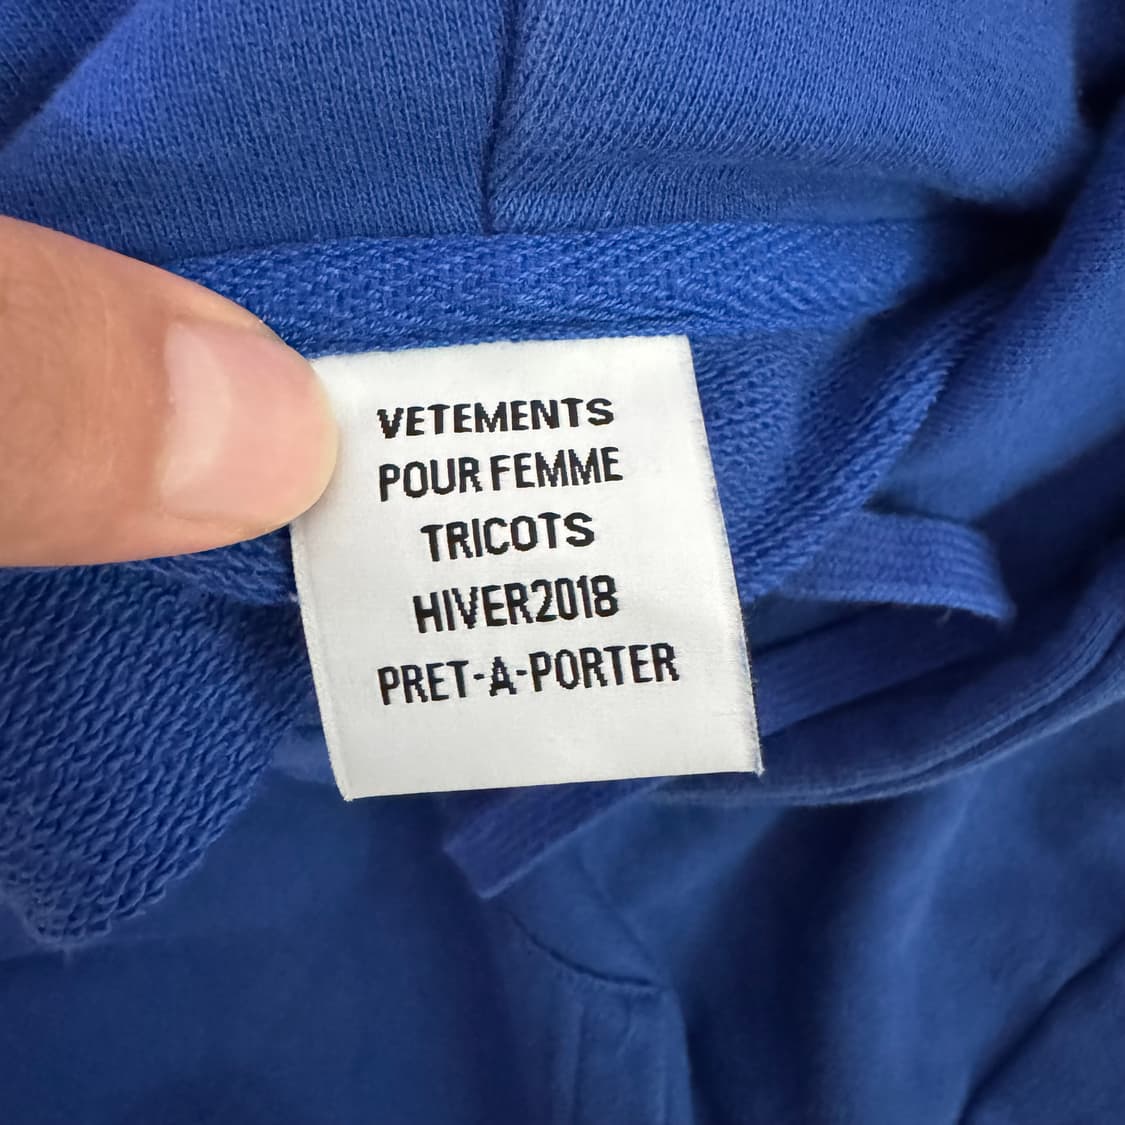 VETEMENTS
POUR FEMME
TRICOTS
HIVER2018
PRET-A-PORTER